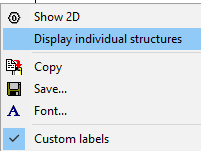 Show 2D
Display individual structures
Copy
Save...
Font...
Custom labels